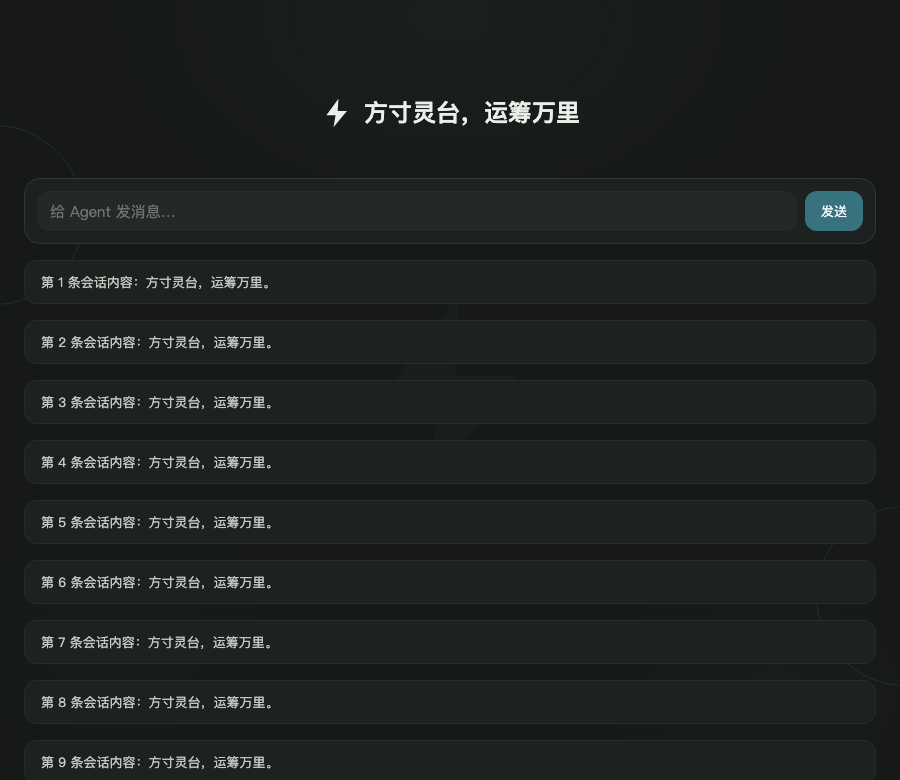 方寸灵台，运筹万里
给 Agent 发消息…
发送
第 1 条会话内容：方寸灵台，运筹万里。
第 2 条会话内容：方寸灵台，运筹万里。
第 3 条会话内容：方寸灵台，运筹万里。
第 4 条会话内容：方寸灵台，运筹万里。
第 5 条会话内容：方寸灵台，运筹万里。
第 6 条会话内容：方寸灵台，运筹万里。
第 7 条会话内容：方寸灵台，运筹万里。
第 8 条会话内容：方寸灵台，运筹万里。
第 9 条会话内容：方寸灵台，运筹万里。